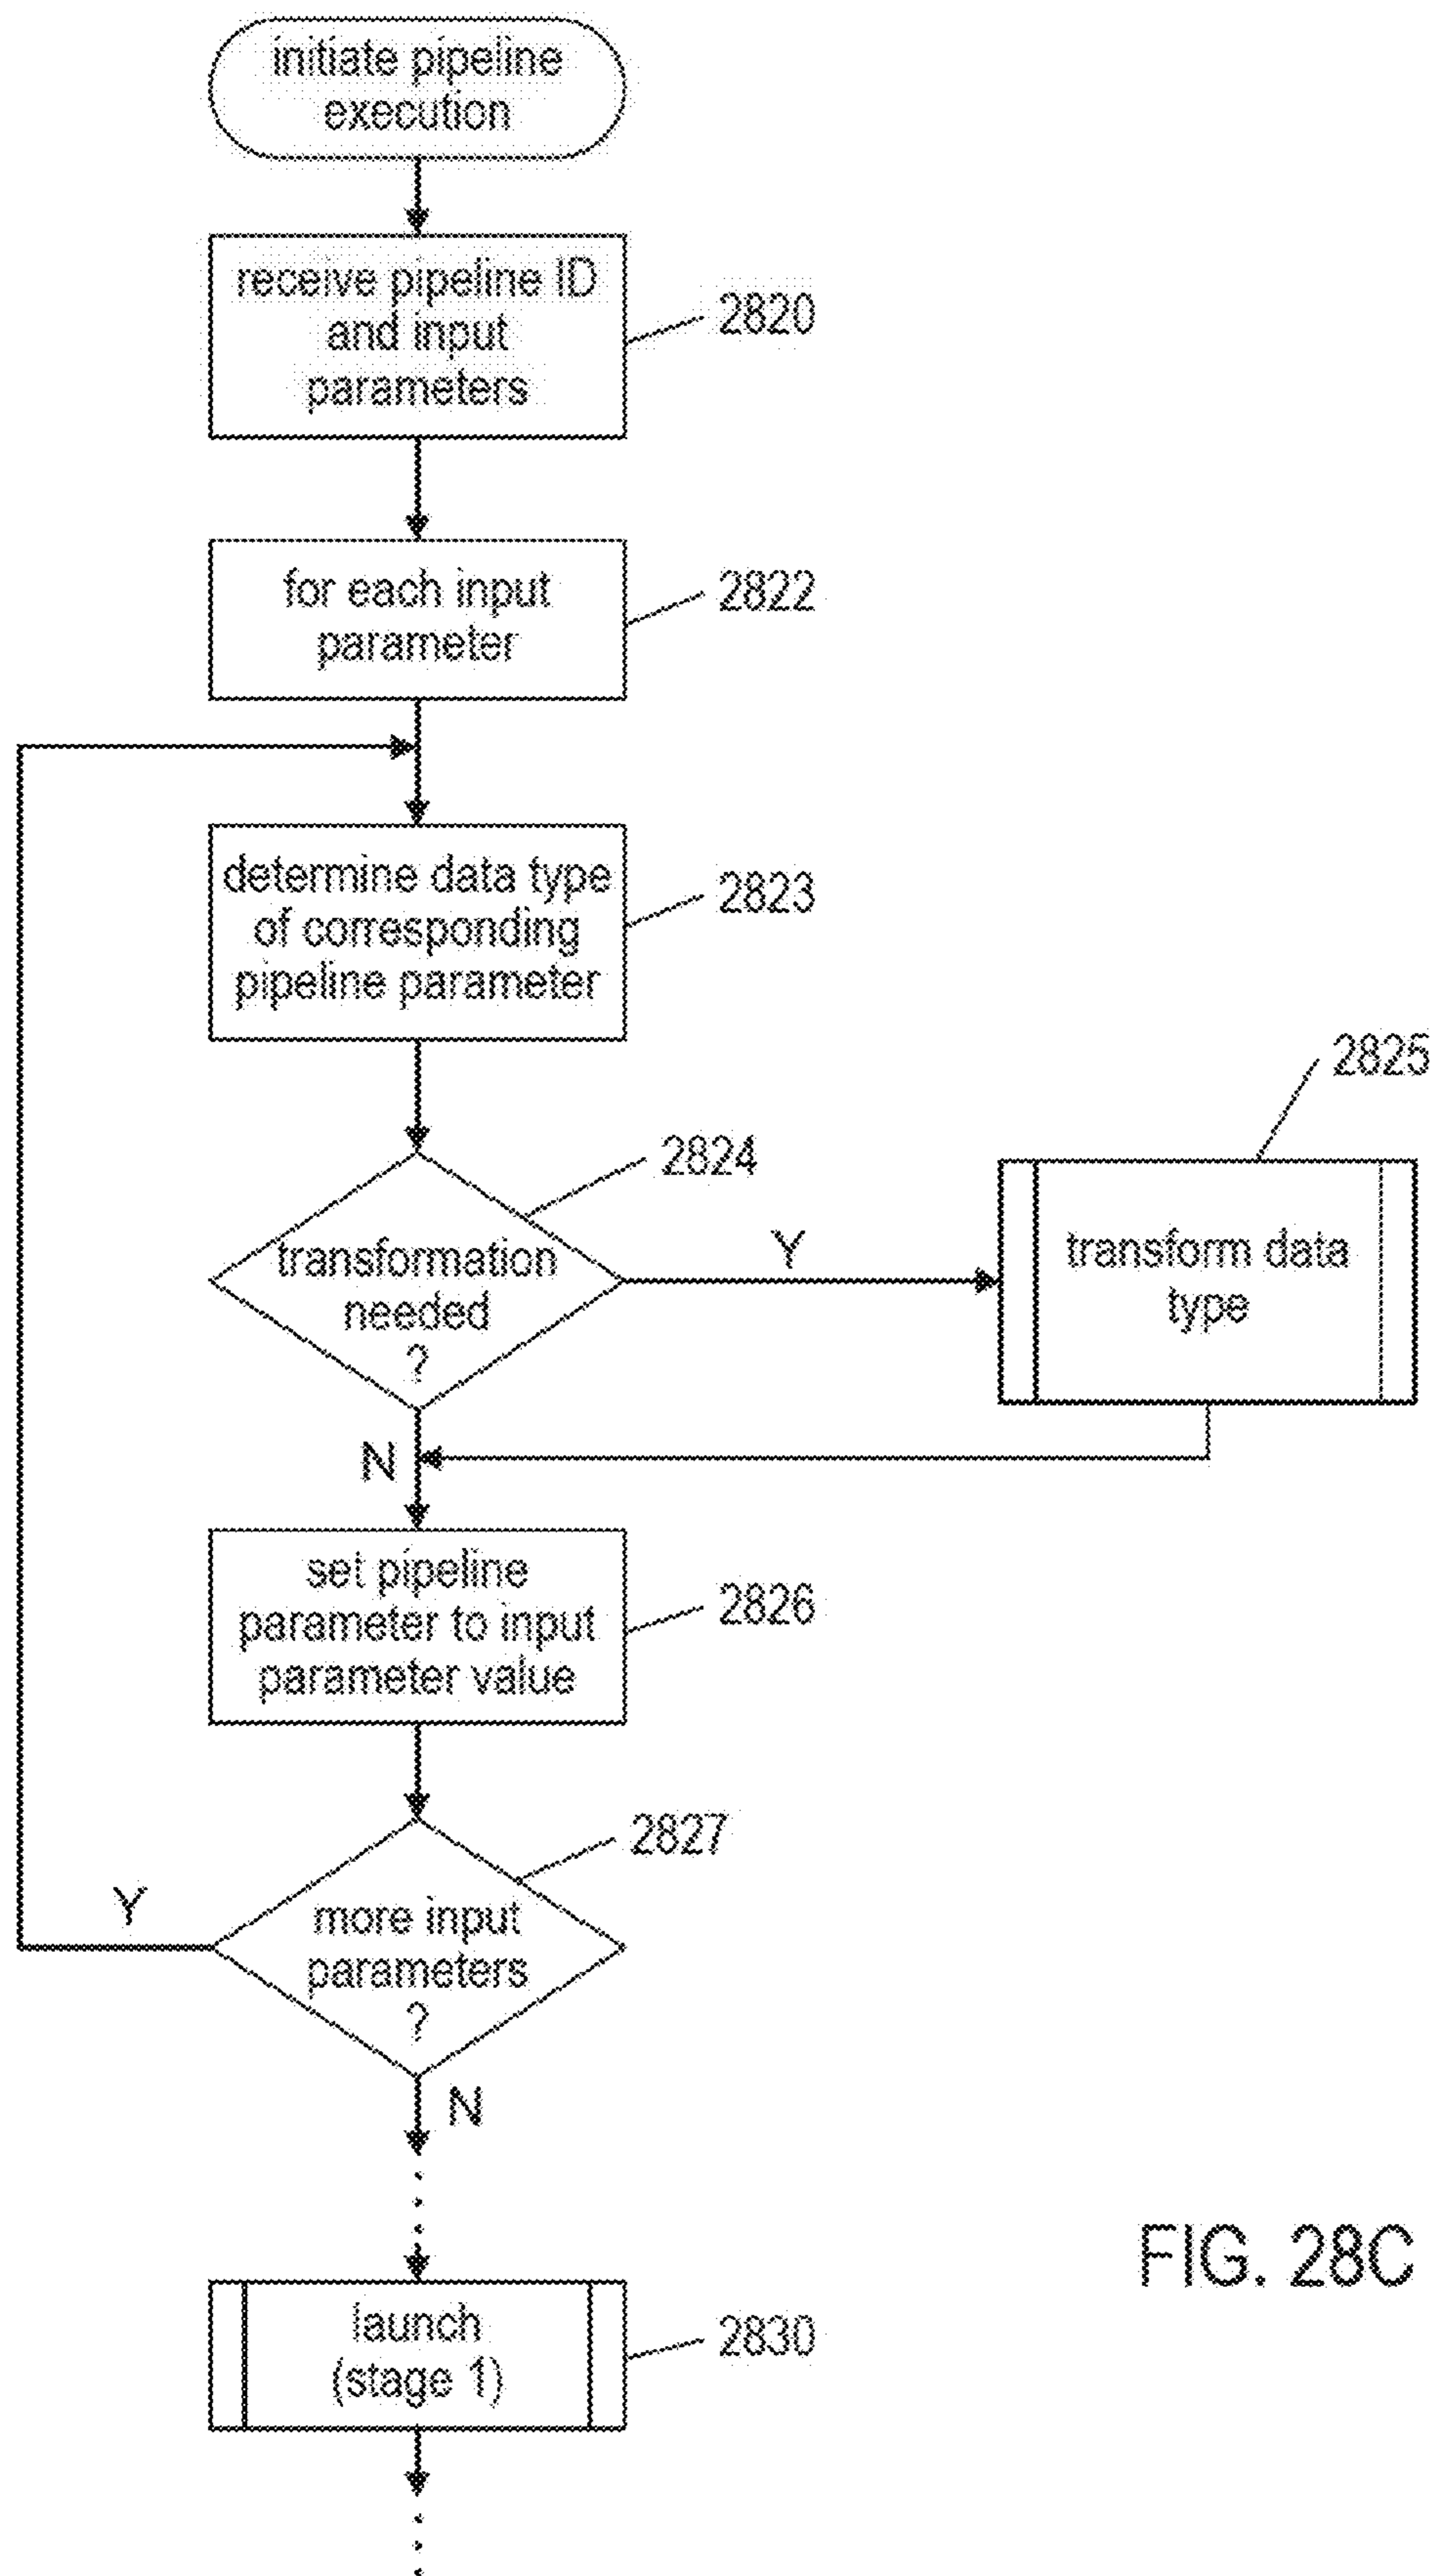 initiate pipeline
execution
receive pipeline ID
and input
parameters
2820
for each input
parameter
2822
determine data type
of corresponding
pipeline parameter
2823
2825
2824
transformation
needed
?
Y
transform data
type
N
set pipeline
parameter to input
parameter value
2826
2827
Y
more input
parameters
?
N
FIG. 28C
launch
(stage 1)
2830